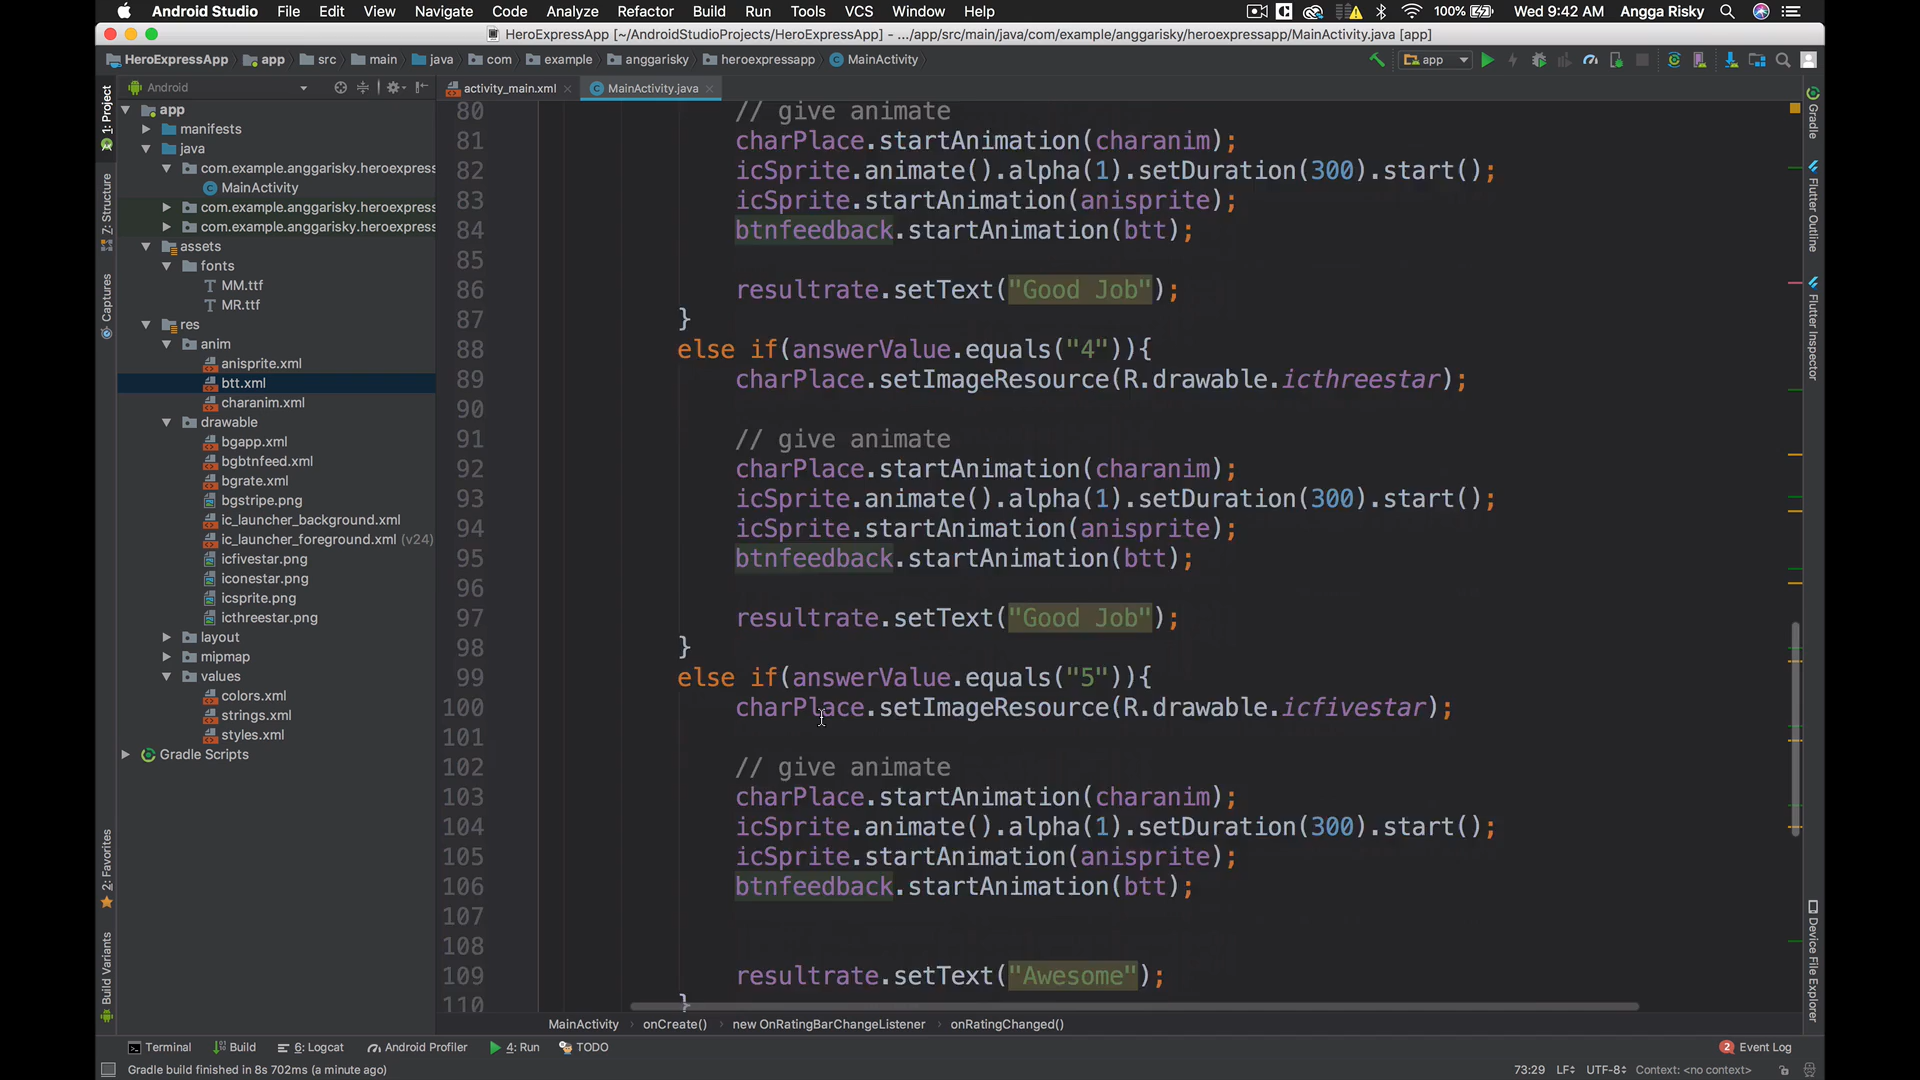 Android Studio File Edit View Navigate Code Analyze Refactor Build Run Tools VCS Window Help 100% Wed 9:42 AM Angga Risky
HeroExpressApp [~/AndroidStudioProjects/HeroExpressApp] - .../app/src/main/java/com/example/anggarisky/heroexpressapp/MainActivity.java [app]
HeroExpressApp app src main java com example anggarisky heroexpressapp MainActivity app
Android
activity_main.xml MainActivity.java
1: Project
Z: Structure
Captures
2: Favorites
Build Variants
app
manifests
java
com.example.anggarisky.heroexpress
MainActivity
com.example.anggarisky.heroexpress
com.example.anggarisky.heroexpress
assets
fonts
MM.ttf
MR.ttf
res
anim
anisprite.xml
btt.xml
charanim.xml
drawable
bgapp.xml
bgbtnfeed.xml
bgrate.xml
bgstripe.png
ic_launcher_background.xml
ic_launcher_foreground.xml (v24)
icfivestar.png
iconestar.png
icsprite.png
icthreestar.png
layout
mipmap
values
colors.xml
strings.xml
styles.xml
Gradle Scripts
80 // give animate
81 charPlace.startAnimation(charanim);
82 icSprite.animate().alpha(1).setDuration(300).start();
83 icSprite.startAnimation(anisprite);
84 btnfeedback.startAnimation(btt);
85
86 resultrate.setText("Good Job");
87 }
88 else if(answerValue.equals("4")){
89 charPlace.setImageResource(R.drawable.icthreestar);
90
91 // give animate
92 charPlace.startAnimation(charanim);
93 icSprite.animate().alpha(1).setDuration(300).start();
94 icSprite.startAnimation(anisprite);
95 btnfeedback.startAnimation(btt);
96
97 resultrate.setText("Good Job");
98 }
99 else if(answerValue.equals("5")){
100 charPlace.setImageResource(R.drawable.icfivestar);
101
102 // give animate
103 charPlace.startAnimation(charanim);
104 icSprite.animate().alpha(1).setDuration(300).start();
105 icSprite.startAnimation(anisprite);
106 btnfeedback.startAnimation(btt);
107
108
109 resultrate.setText("Awesome");
110 }
Gradle
Flutter Outline
Flutter Inspector
Device File Explorer
MainActivity onCreate() new OnRatingBarChangeListener onRatingChanged()
Terminal Build 6: Logcat Android Profiler 4: Run TODO 2 Event Log
Gradle build finished in 8s 702ms (a minute ago) 73:29 LF UTF-8 Context: <no context>